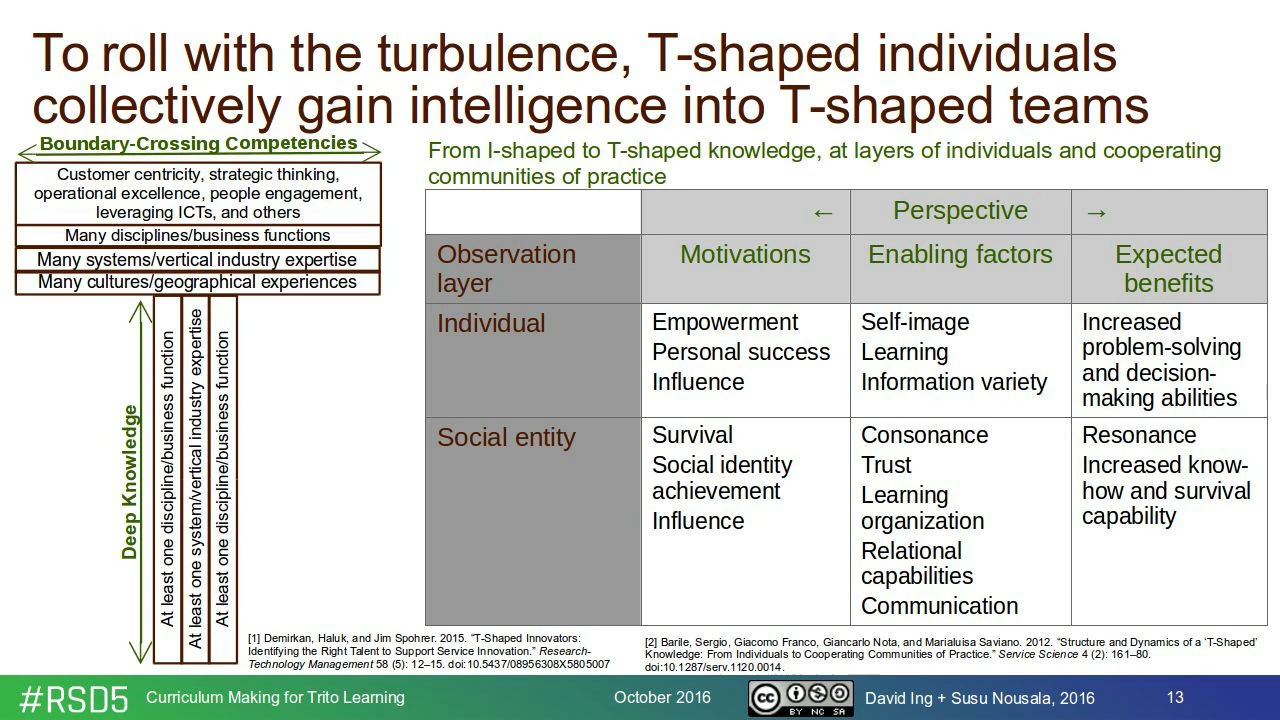 To roll with the turbulence, T-shaped individuals
collectively gain intelligence into T-shaped teams
Boundary-Crossing Competencies
Customer centricity, strategic thinking,
operational excellence, people engagement,
leveraging ICTs, and others
Many disciplines/business functions
Many systems/vertical industry expertise
Many cultures/geographical experiences
Deep Knowledge
At least one discipline/business function
At least one system/vertical industry expertise
At least one discipline/business function
From I-shaped to T-shaped knowledge, at layers of individuals and cooperating
communities of practice
← Perspective →
Observation
layer
Motivations
Enabling factors
Expected
benefits
Individual
Empowerment
Personal success
Influence
Self-image
Learning
Information variety
Increased
problem-solving
and decision-
making abilities
Social entity
Survival
Social identity
achievement
Influence
Consonance
Trust
Learning
organization
Relational
capabilities
Communication
Resonance
Increased know-
how and survival
capability
[1] Demirkan, Haluk, and Jim Spohrer. 2015. “T-Shaped Innovators:
Identifying the Right Talent to Support Service Innovation.” Research-
Technology Management 58 (5): 12–15. doi:10.5437/08956308X5805007
[2] Barile, Sergio, Giacomo Franco, Giancarlo Nota, and Marialuisa Saviano. 2012. “Structure and Dynamics of a ‘T-Shaped’
Knowledge: From Individuals to Cooperating Communities of Practice.” Service Science 4 (2): 161–80.
doi:10.1287/serv.1120.0014.
#RSD5
Curriculum Making for Trito Learning
October 2016
cc
$
BY NC SA
David Ing + Susu Nousala, 2016
13